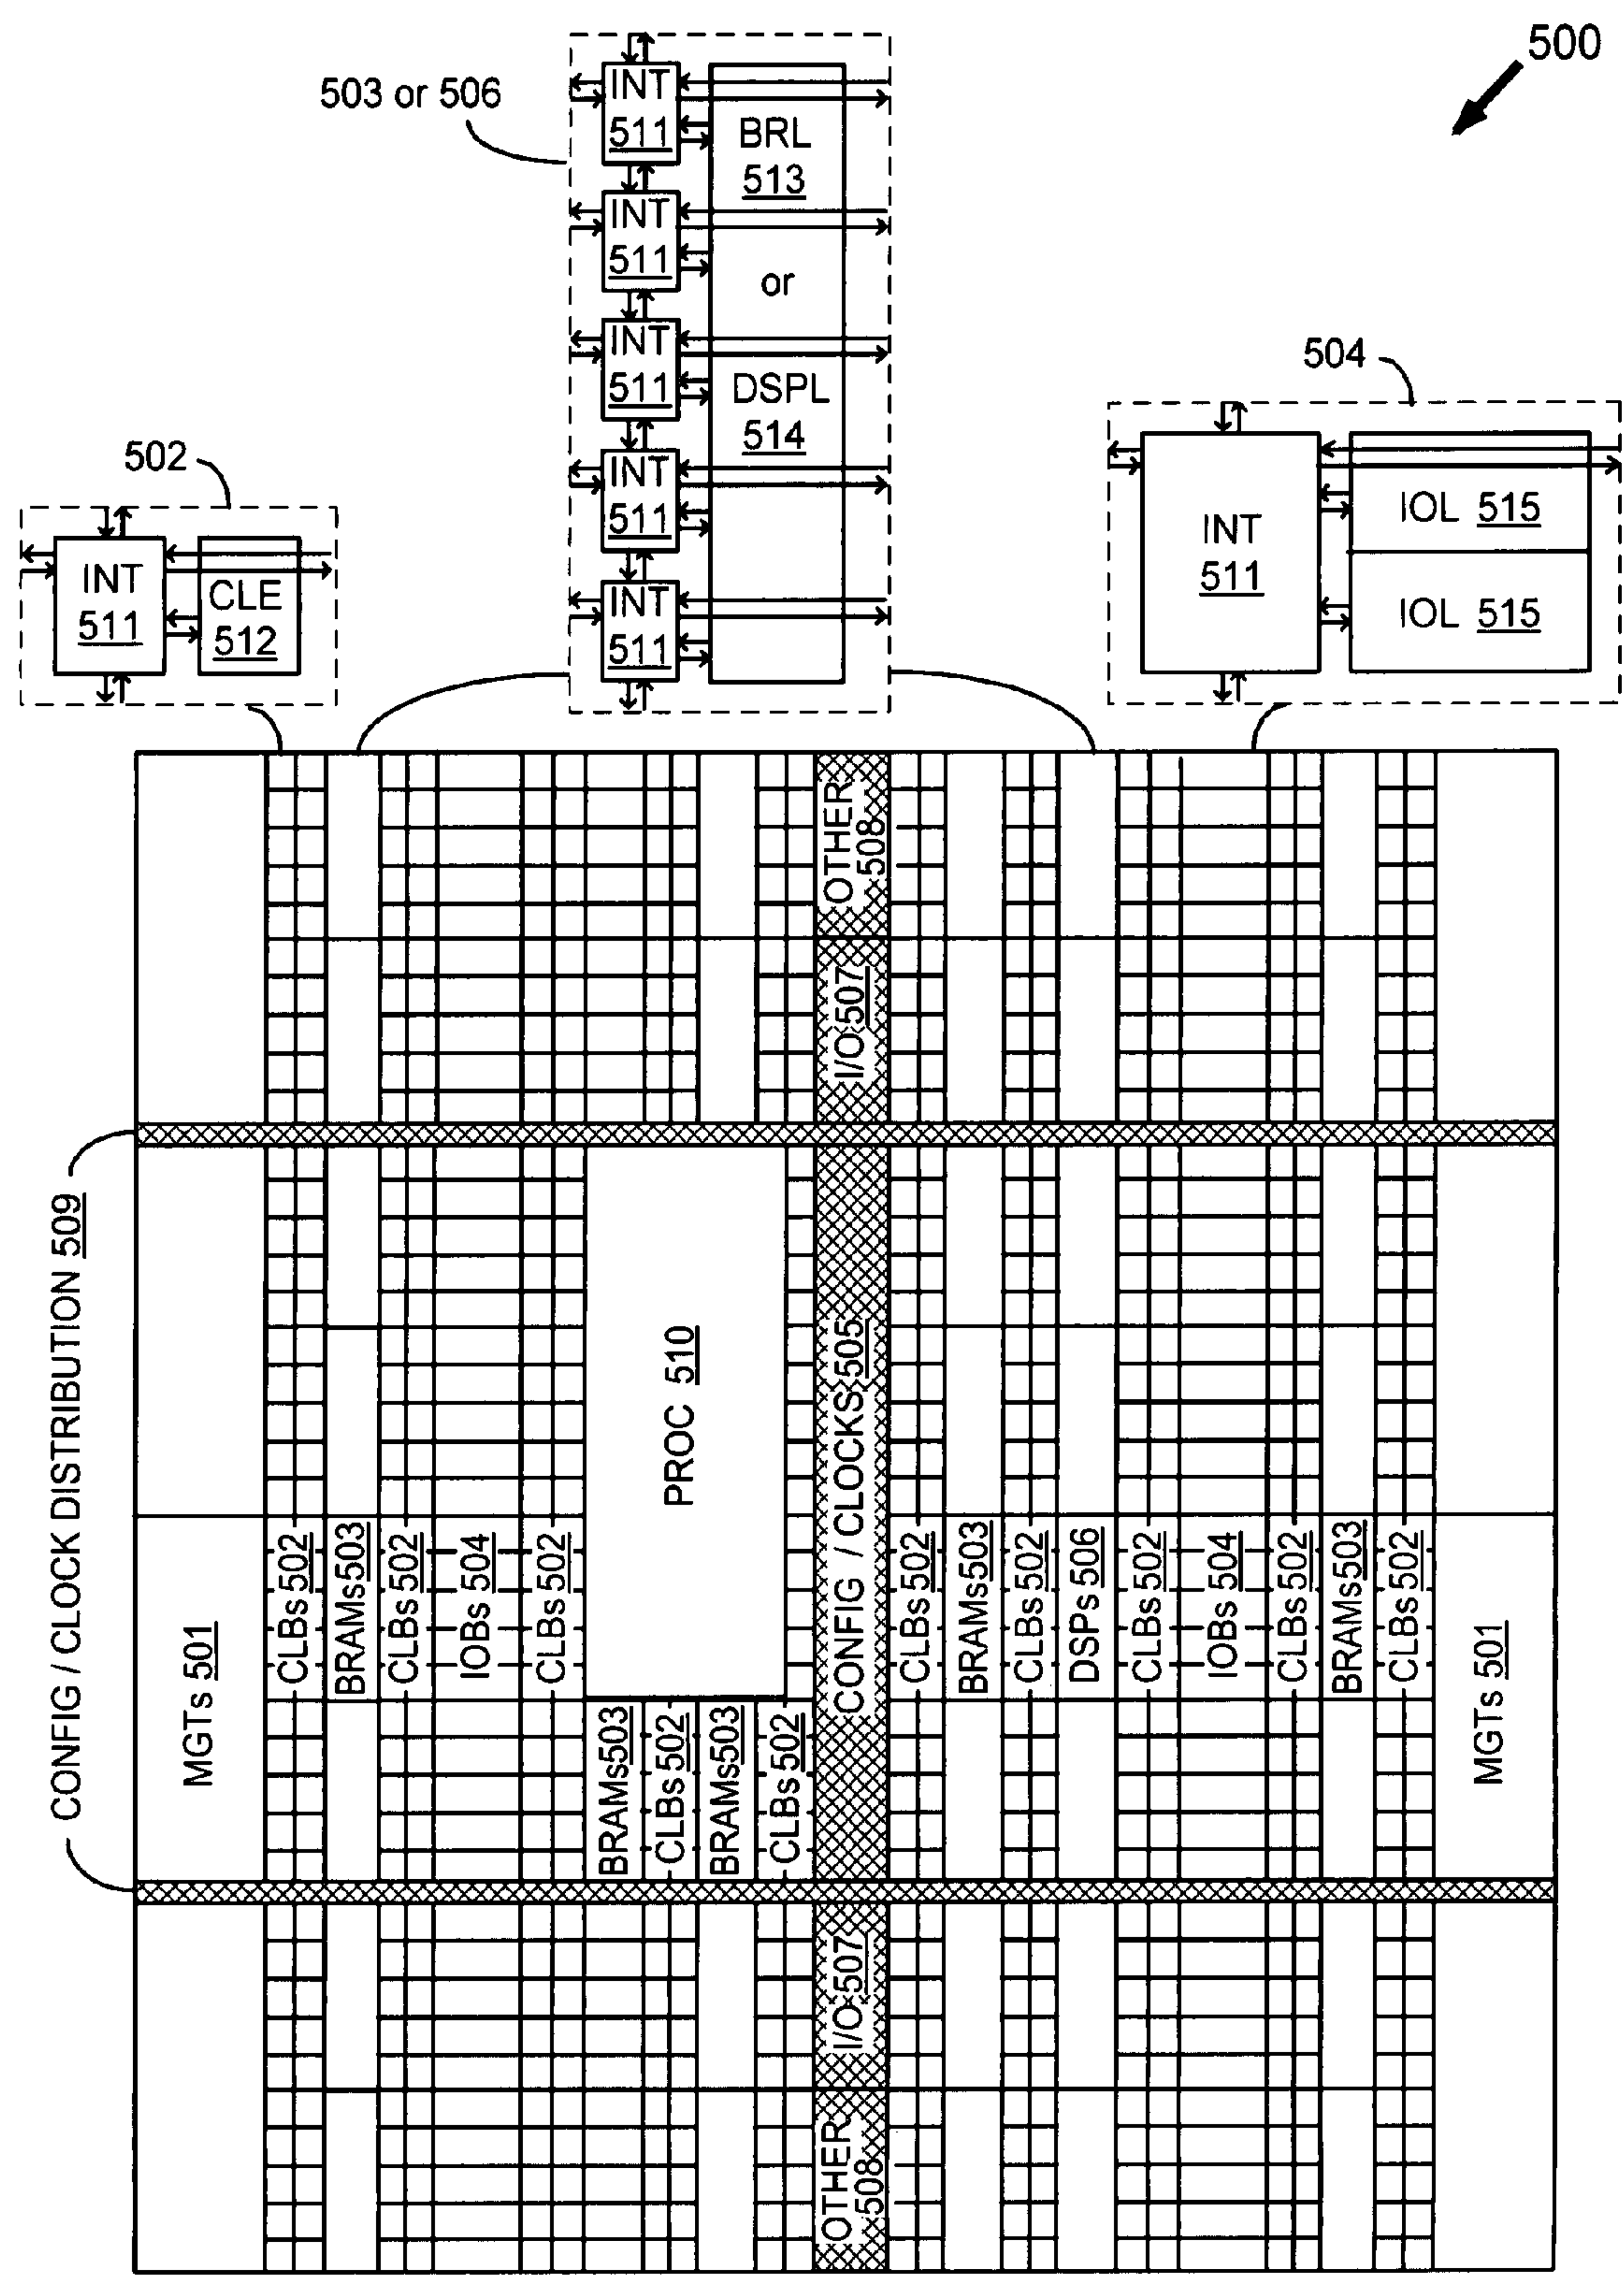 500
503 or 506
INT
511
INT
511
INT
511
INT
511
INT
511
BRL
513
or
DSPL
514
504
INT
511
IOL 515
IOL 515
502
INT
511
CLE
512
OTHER
508
I/O 507
CONFIG / CLOCK DISTRIBUTION 509
PROC 510
CONFIG / CLOCKS 505
MGTs 501
CLBs 502
BRAMs 503
CLBs 502
IOBs 504
CLBs 502
BRAMs 503
CLBs 502
BRAMs 503
CLBs 502
CLBs 502
BRAMs 503
CLBs 502
DSPs 506
CLBs 502
IOBs 504
CLBs 502
BRAMs 503
CLBs 502
MGTs 501
I/O 507
OTHER
508